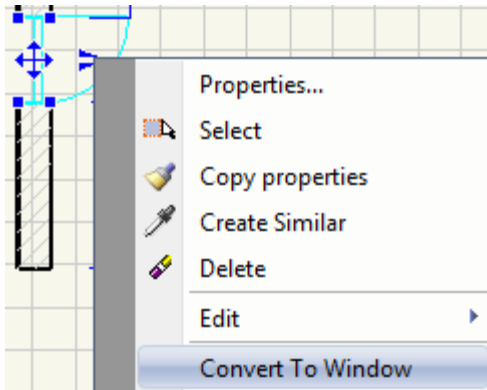 Properties...
Select
Copy properties
Create Similar
Delete
Edit
Convert To Window